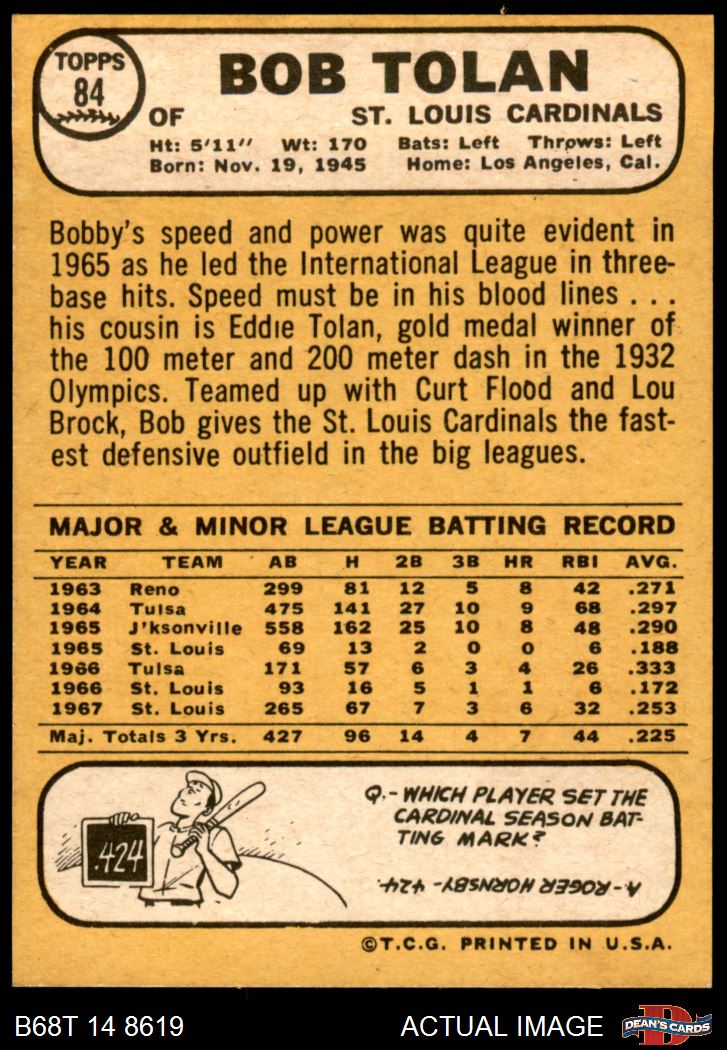 TOPPS
84
BOB TOLAN
OF ST. LOUIS CARDINALS
Ht: 5'11" Wt: 170 Bats: Left Throws: Left
Born: Nov. 19, 1945 Home: Los Angeles, Cal.
Bobby's speed and power was quite evident in
1965 as he led the International League in three-
base hits. Speed must be in his blood lines . . .
his cousin is Eddie Tolan, gold medal winner of
the 100 meter and 200 meter dash in the 1932
Olympics. Teamed up with Curt Flood and Lou
Brock, Bob gives the St. Louis Cardinals the fast-
est defensive outfield in the big leagues.
MAJOR & MINOR LEAGUE BATTING RECORD
YEAR TEAM AB H 2B 3B HR RBI AVG.
1963 Reno 299 81 12 5 8 42 .271
1964 Tulsa 475 141 27 10 9 68 .297
1965 J'ksonville 558 162 25 10 8 48 .290
1965 St. Louis 69 13 2 0 0 6 .188
1966 Tulsa 171 57 6 3 4 26 .333
1966 St. Louis 93 16 5 1 1 6 .172
1967 St. Louis 265 67 7 3 6 32 .253
Maj. Totals 3 Yrs. 427 96 14 4 7 44 .225
.424
Q.- WHICH PLAYER SET THE
CARDINAL SEASON BAT-
TING MARK?
A- ROGER HORNSBY- 424.
©T.C.G. PRINTED IN U.S.A.
B68T 14 8619 ACTUAL IMAGE
D
DEAN'S CARDS